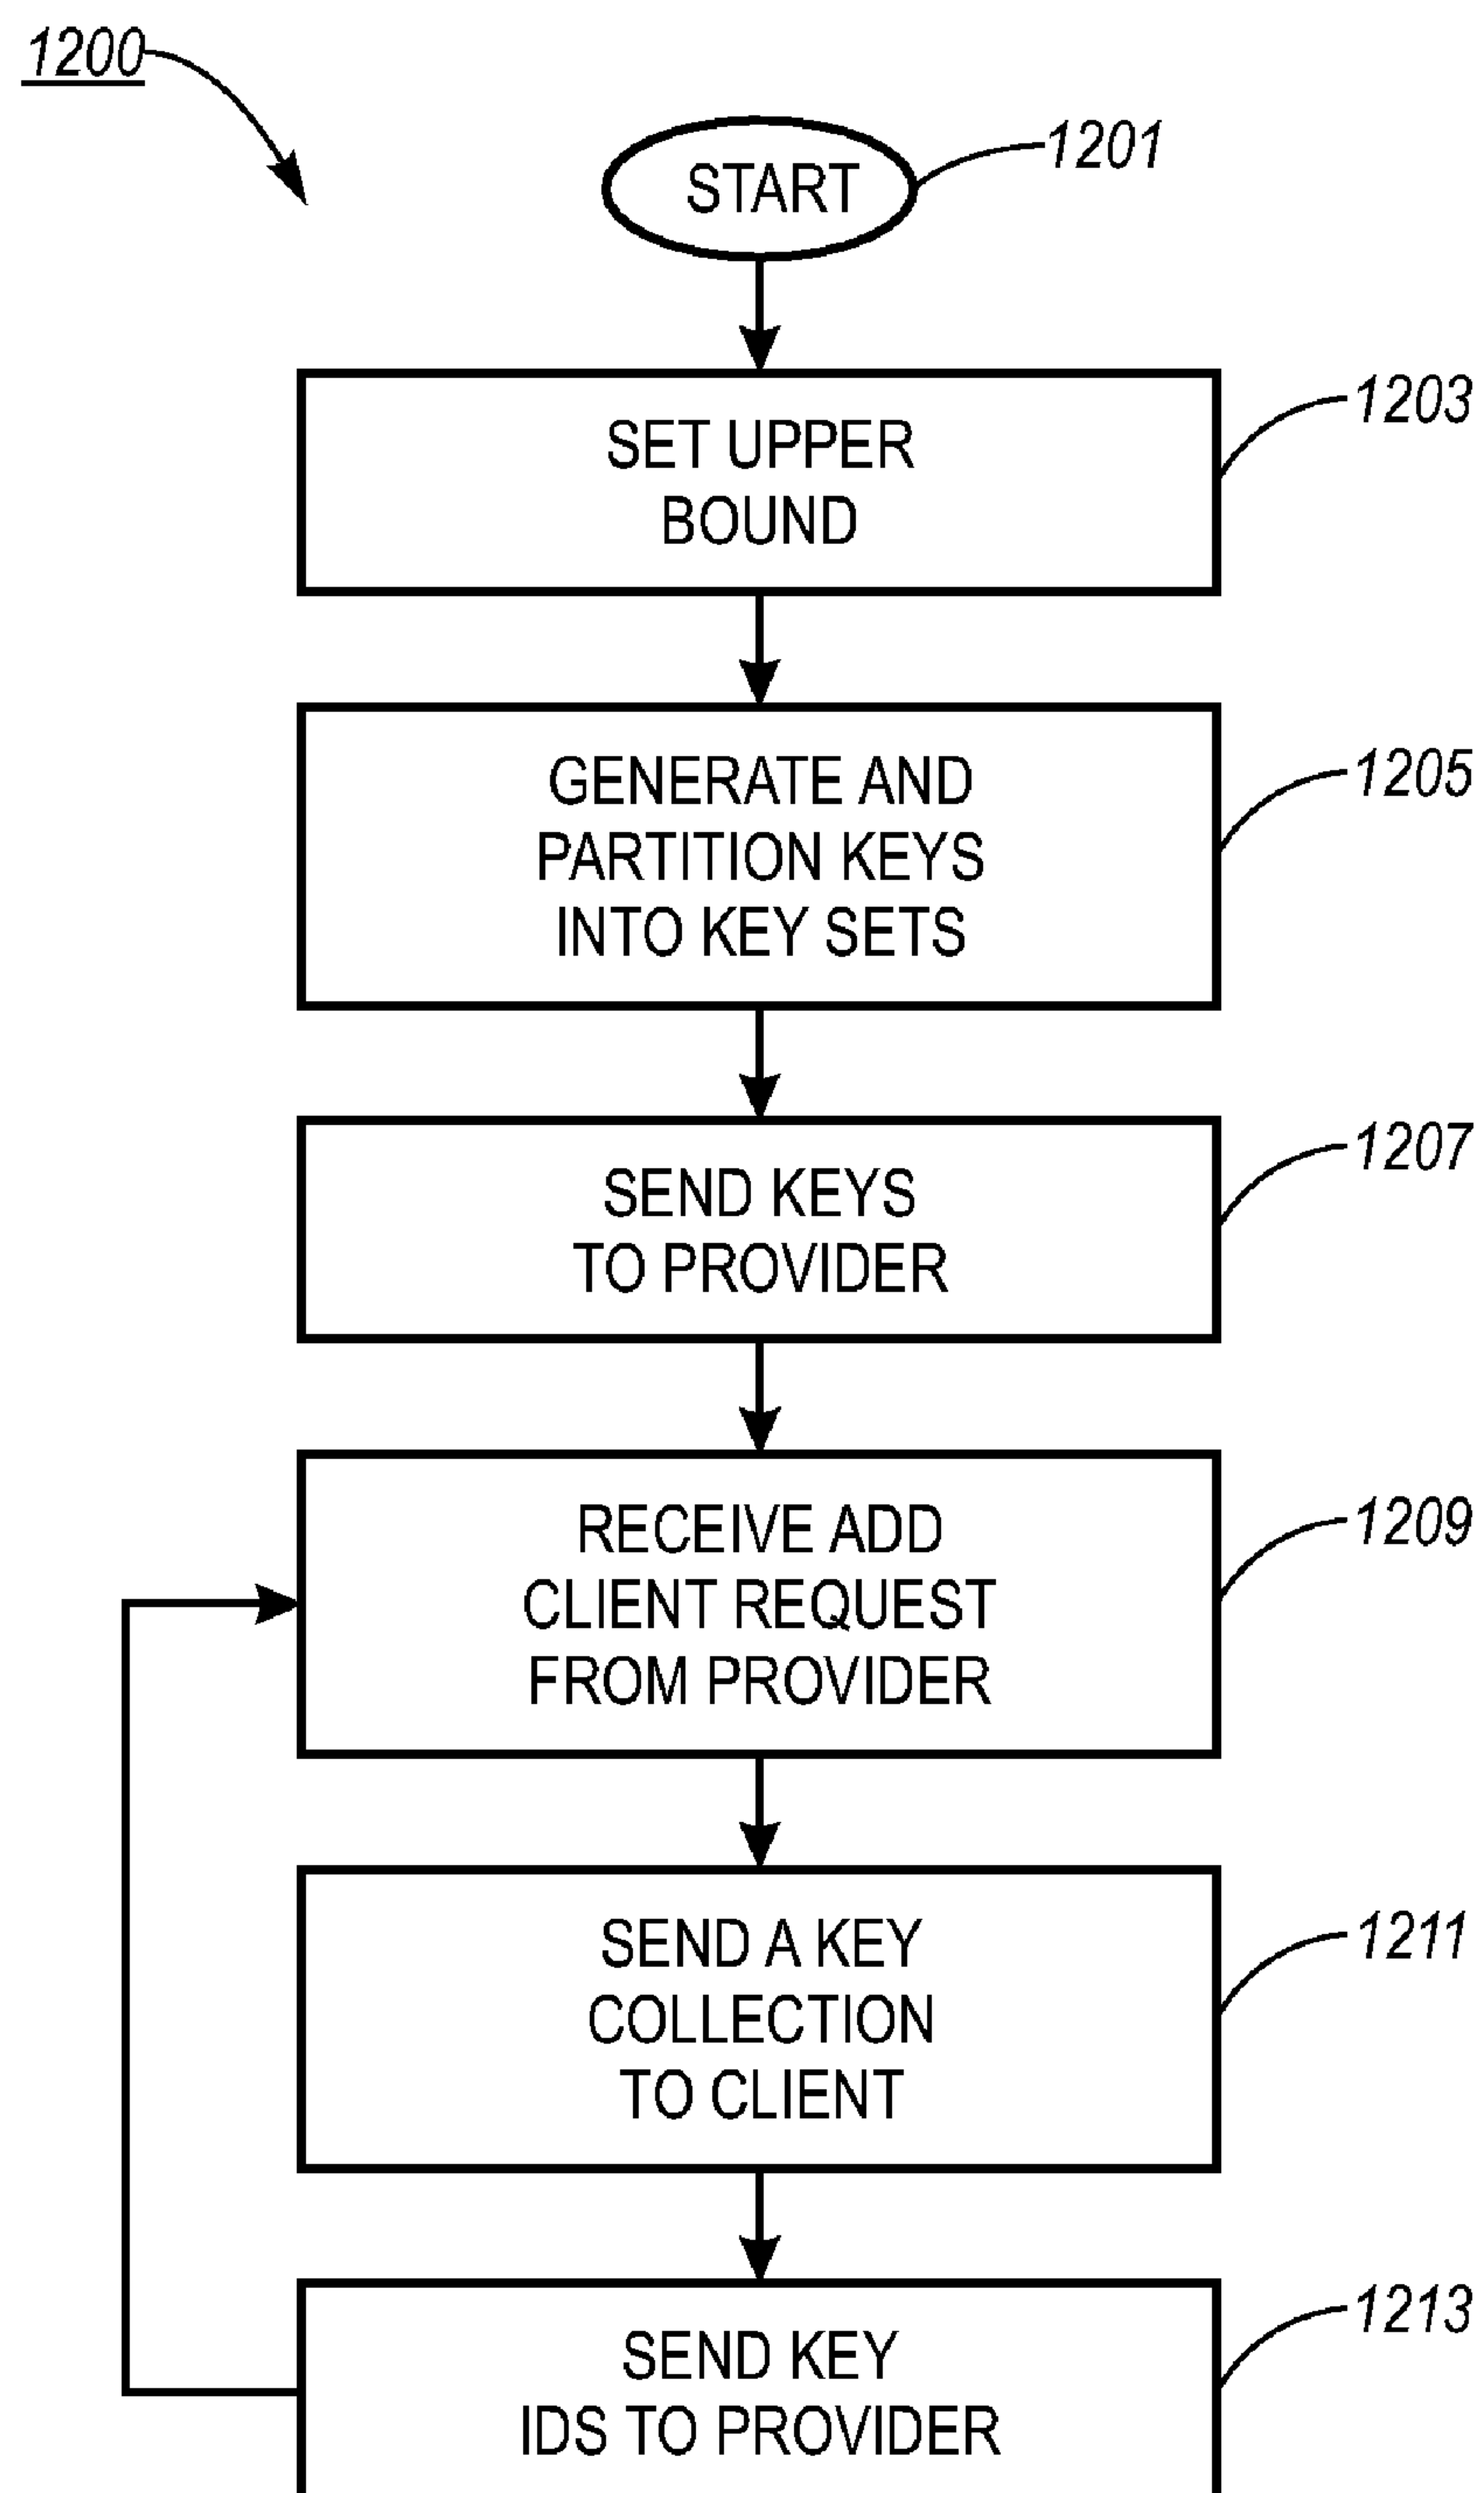 1200
START
1201
SET UPPER
BOUND
1203
GENERATE AND
PARTITION KEYS
INTO KEY SETS
1205
SEND KEYS
TO PROVIDER
1207
RECEIVE ADD
CLIENT REQUEST
FROM PROVIDER
1209
SEND A KEY
COLLECTION
TO CLIENT
1211
SEND KEY
IDS TO PROVIDER
1213